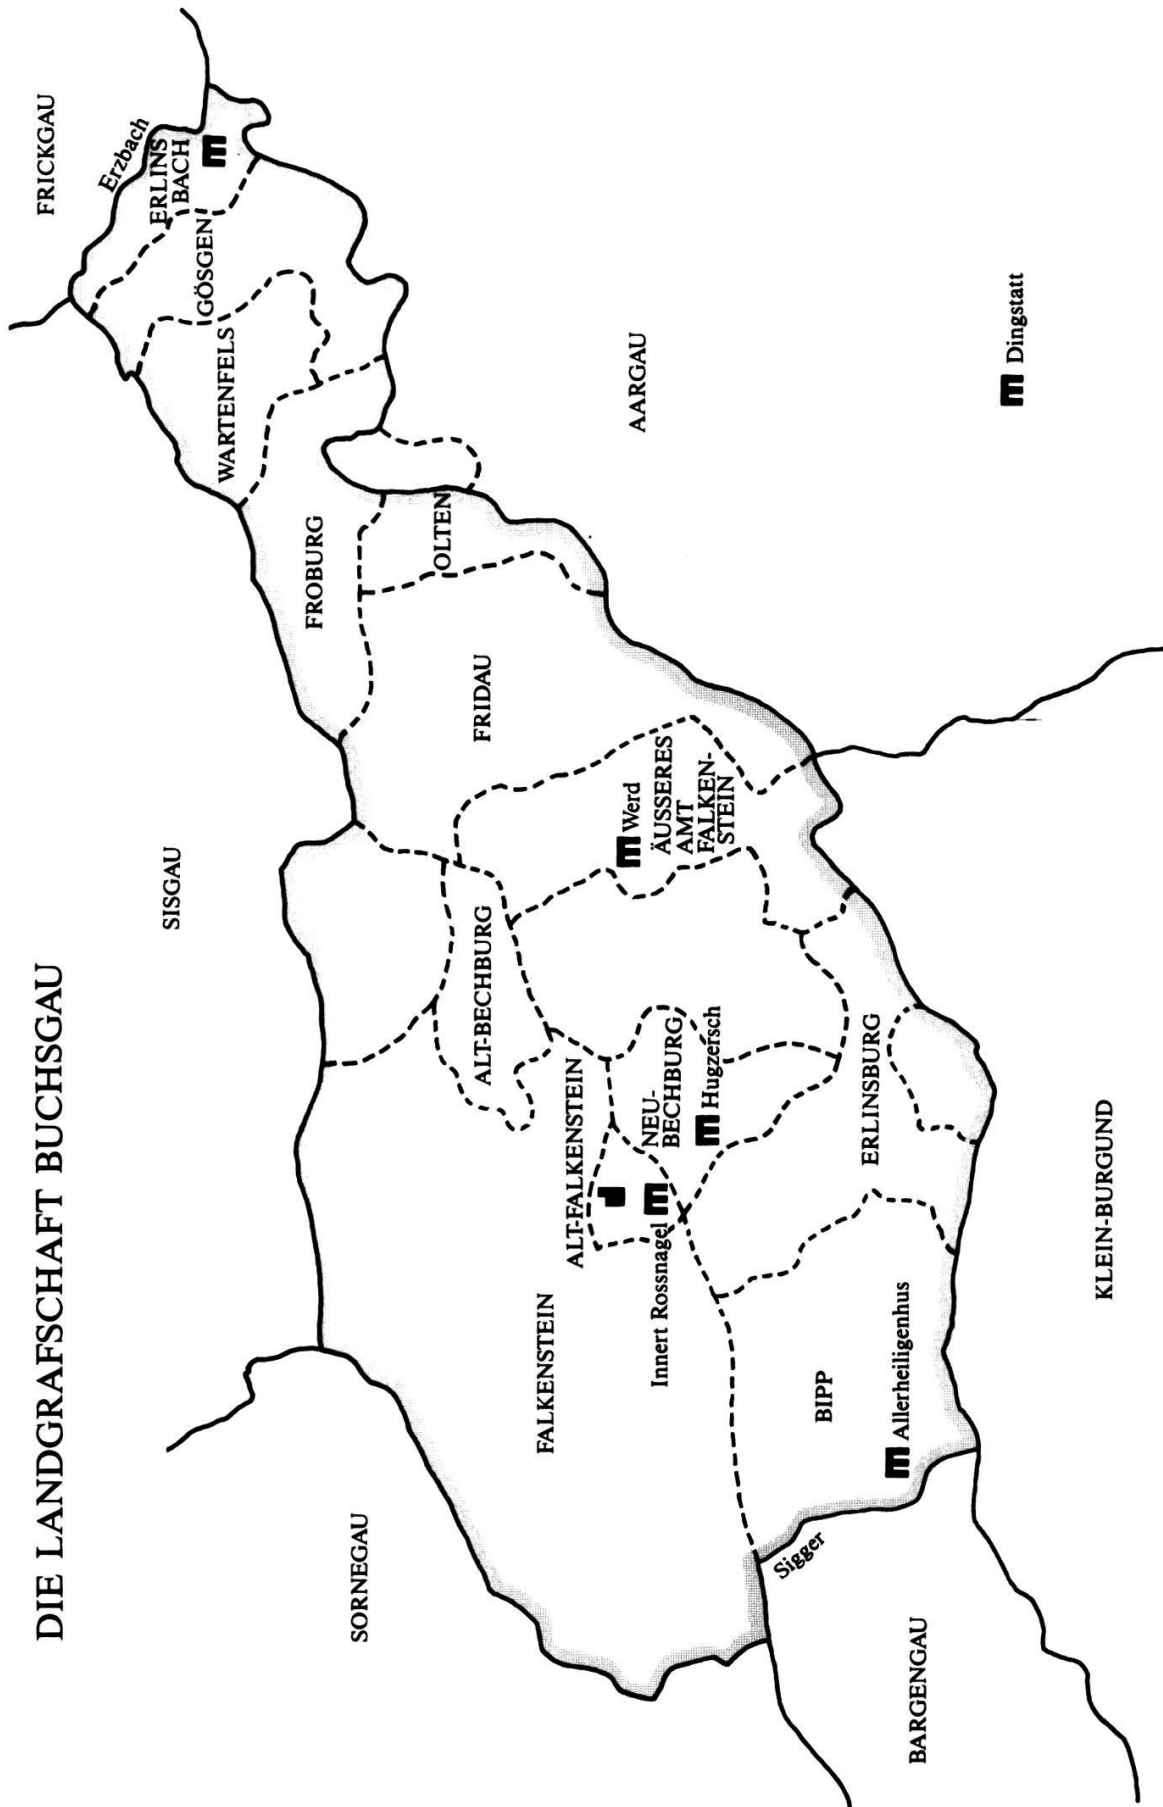 DIE LANDGRAFSCHAFT BUCHSGAU
SISGAU
FRICKGAU
SORNEGAU
Erzbach
ERLINS
BACH
GÖSGEN
WARTENFELS
FROBURG
OLTEN
FRIDAU
AARGAU
ALT-BECHBURG
Werd
ÄUSSERES
AMT
FALKEN-
STEIN
ALT-FALKENSTEIN
FALKENSTEIN
NEU-
BECHBURG
Hugzersch
Innert Rossnagel
ERLINSBURG
BIPP
Allerheiligenhus
Sigger
BARGENGAU
KLEIN-BURGUND
Dingstatt